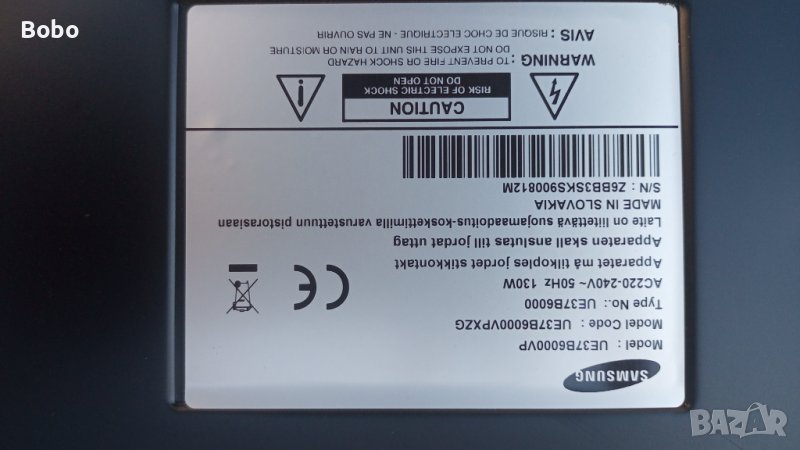 Bobo
SAMSUNG
Model : UE37B6000VP
Model Code : UE37B6000VPXZG
Type No.: UE37B6000
AC220-240V~ 50Hz 130W
Apparatet må tilkoples jordet stikkontakt
Apparaten skall anslutas till jordat uttag
Laite on liitettävä suojamaadoitus-koskettimilla varustettuun pistorasiaan
MADE IN SLOVAKIA
S/N : Z6BB3SKS900812M
CAUTION
RISK OF ELECTRIC SHOCK
DO NOT OPEN
WARNING : TO PREVENT FIRE OR SHOCK HAZARD
DO NOT EXPOSE THIS UNIT TO RAIN OR MOISTURE
AVIS : RISQUE DE CHOC ELECTRIQUE - NE PAS OUVRIR
BAZAR